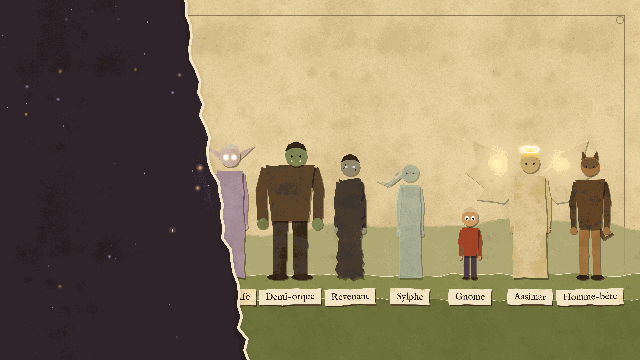 Demi-orque
Revenant
Sylphe
Gnome
Aasimar
Homme-bête